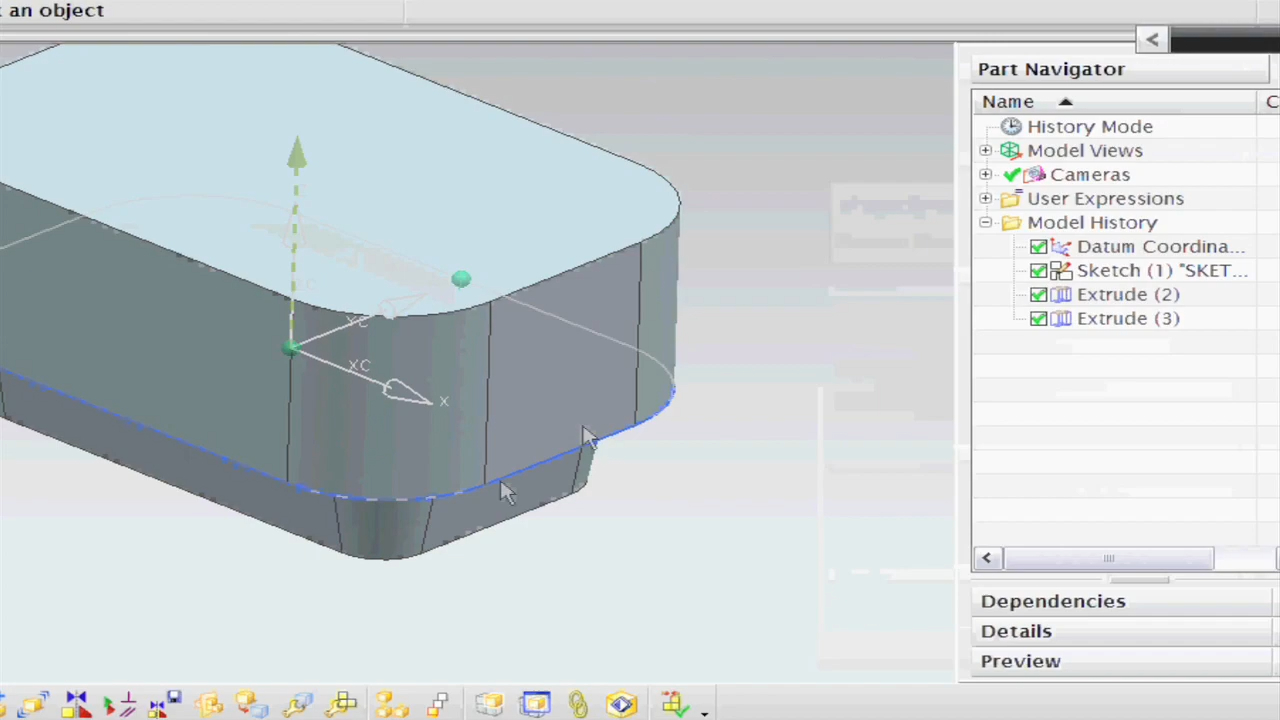 an object
Part Navigator
Name
C
History Mode
Model Views
Cameras
User Expressions
Model History
Datum Coordina...
Sketch (1) "SKET...
Extrude (2)
Extrude (3)
XC
XC
X
Dependencies
Details
Preview